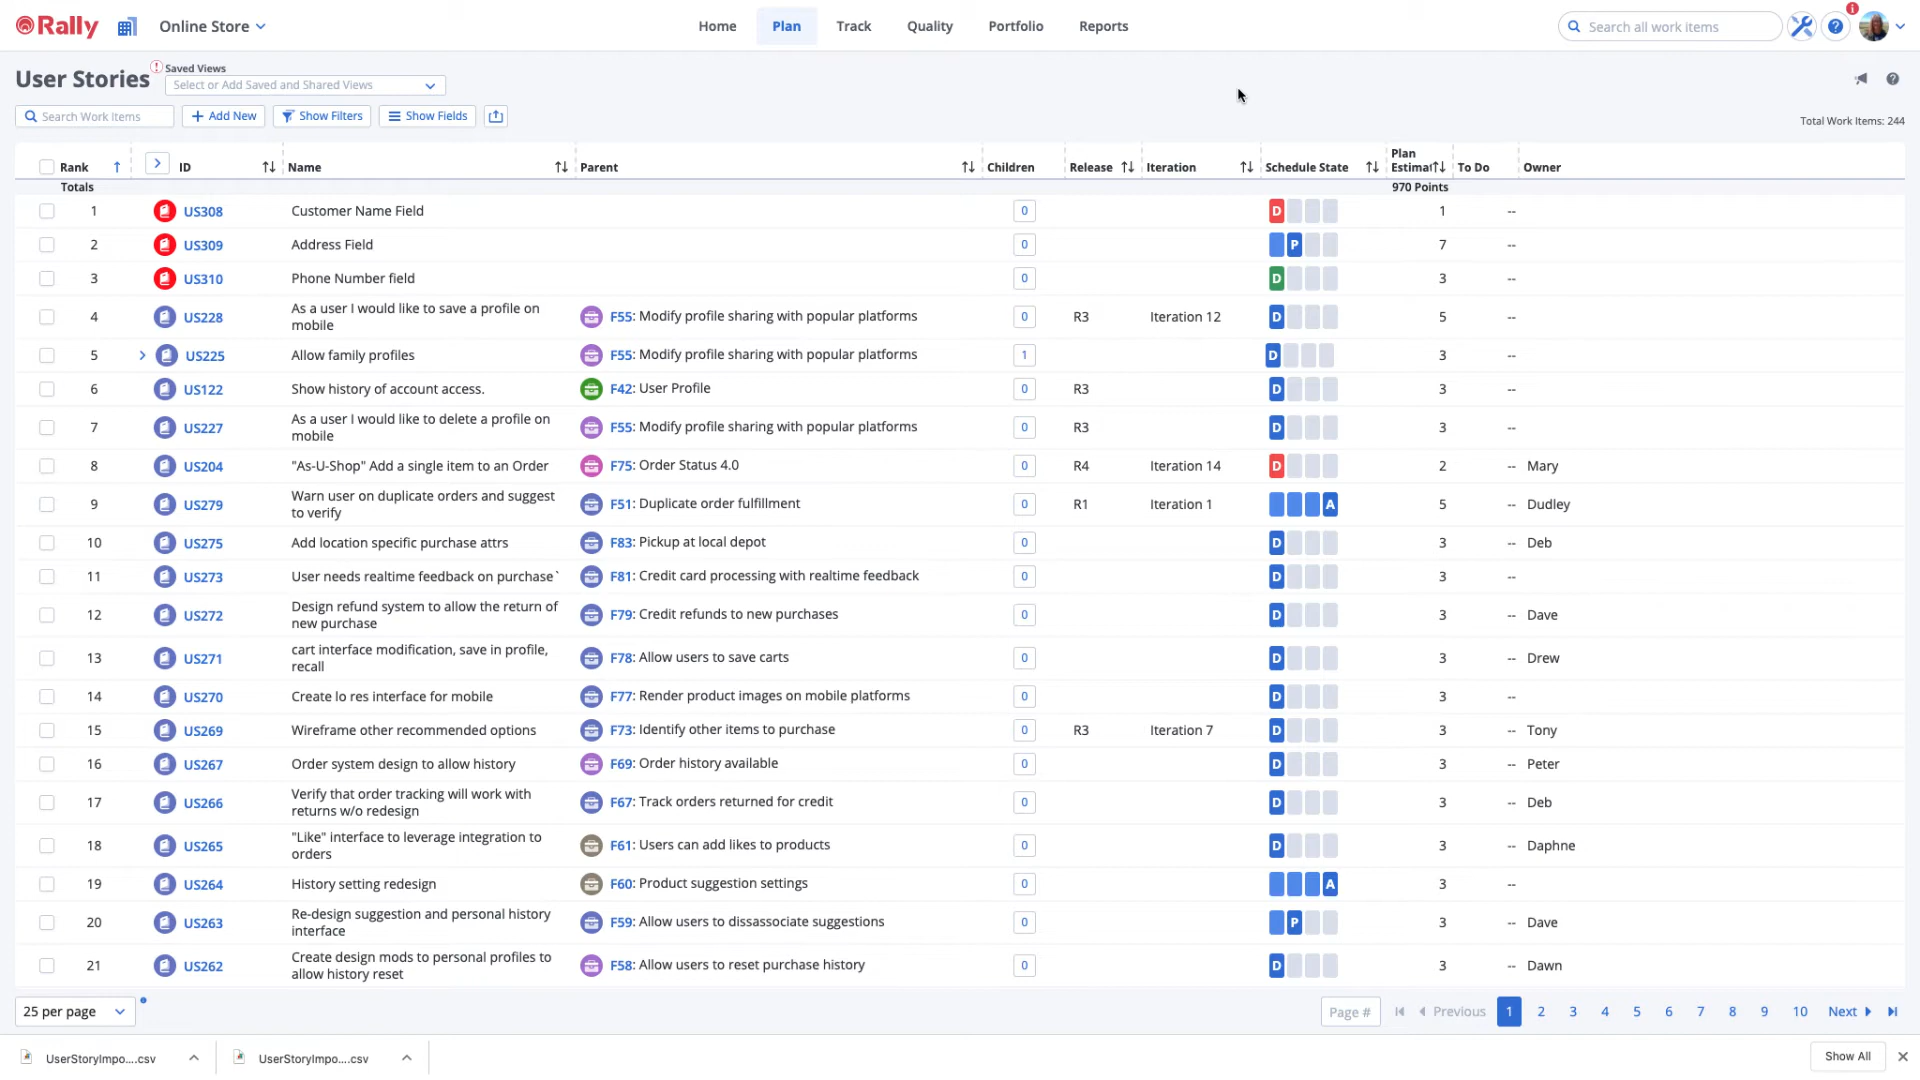 Rally
Online Store
Home
Plan
Track
Quality
Portfolio
Reports
Search all work items
User Stories
Saved Views
Select or Add Saved and Shared Views
Search Work Items
Add New
Show Filters
Show Fields
Total Work Items: 244
Rank ID Name Parent Children Release Iteration Schedule State Plan Estimat To Do Owner
Totals 970 Points
1 US308 Customer Name Field 0 D 1 --
2 US309 Address Field 0 P 7 --
3 US310 Phone Number field 0 D 3 --
4 US228 As a user I would like to save a profile on
mobile F55: Modify profile sharing with popular platforms 0 R3 Iteration 12 D 5 --
5 US225 Allow family profiles F55: Modify profile sharing with popular platforms 1 D 3 --
6 US122 Show history of account access. F42: User Profile 0 R3 D 3 --
7 US227 As a user I would like to delete a profile on
mobile F55: Modify profile sharing with popular platforms 0 R3 D 3 --
8 US204 "As-U-Shop" Add a single item to an Order F75: Order Status 4.0 0 R4 Iteration 14 D 2 -- Mary
9 US279 Warn user on duplicate orders and suggest
to verify F51: Duplicate order fulfillment 0 R1 Iteration 1 A 5 -- Dudley
10 US275 Add location specific purchase attrs F83: Pickup at local depot 0 D 3 -- Deb
11 US273 User needs realtime feedback on purchase` F81: Credit card processing with realtime feedback 0 D 3 --
12 US272 Design refund system to allow the return of
new purchase F79: Credit refunds to new purchases 0 D 3 -- Dave
13 US271 cart interface modification, save in profile,
recall F78: Allow users to save carts 0 D 3 -- Drew
14 US270 Create lo res interface for mobile F77: Render product images on mobile platforms 0 D 3 --
15 US269 Wireframe other recommended options F73: Identify other items to purchase 0 R3 Iteration 7 D 3 -- Tony
16 US267 Order system design to allow history F69: Order history available 0 D 3 -- Peter
17 US266 Verify that order tracking will work with
returns w/o redesign F67: Track orders returned for credit 0 D 3 -- Deb
18 US265 "Like" interface to leverage integration to
orders F61: Users can add likes to products 0 D 3 -- Daphne
19 US264 History setting redesign F60: Product suggestion settings 0 A 3 --
20 US263 Re-design suggestion and personal history
interface F59: Allow users to dissassociate suggestions 0 P 3 -- Dave
21 US262 Create design mods to personal profiles to
allow history reset F58: Allow users to reset purchase history 0 D 3 -- Dawn
25 per page
Page # Previous 1 2 3 4 5 6 7 8 9 10 Next
UserStoryImpo....csv
UserStoryImpo....csv
Show All